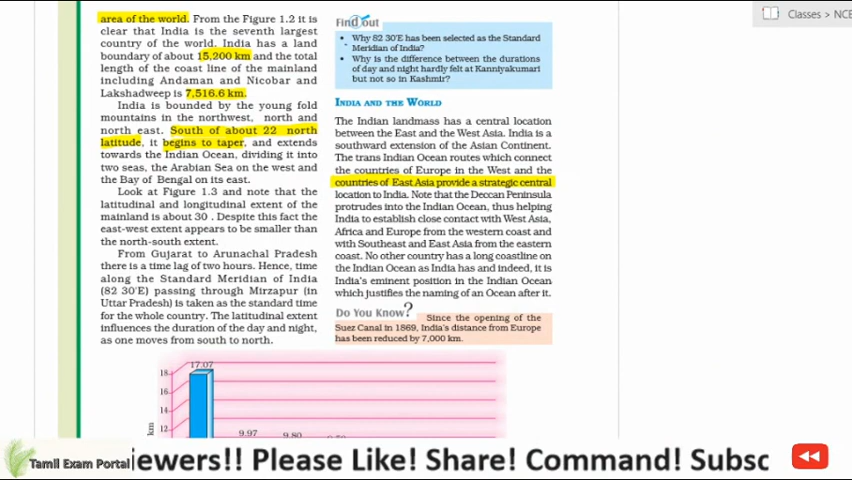 area of the world. From the Figure 1.2 it is
clear that India is the seventh largest
country of the world. India has a land
boundary of about 15,200 km and the total
length of the coast line of the mainland
including Andaman and Nicobar and
Lakshadweep is 7,516.6 km.
India is bounded by the young fold
mountains in the northwest, north and
north east. South of about 22 north
latitude, it begins to taper, and extends
towards the Indian Ocean, dividing it into
two seas, the Arabian Sea on the west and
the Bay of Bengal on its east.
Look at Figure 1.3 and note that the
latitudinal and longitudinal extent of the
mainland is about 30 . Despite this fact the
east-west extent appears to be smaller than
the north-south extent.
From Gujarat to Arunachal Pradesh
there is a time lag of two hours. Hence, time
along the Standard Meridian of India
(82 30'E) passing through Mirzapur (in
Uttar Pradesh) is taken as the standard time
for the whole country. The latitudinal extent
influences the duration of the day and night,
as one moves from south to north.
Find out
• Why 82 30'E has been selected as the Standard
Meridian of India?
• Why is the difference between the durations
of day and night hardly felt at Kanniyakumari
but not so in Kashmir?
INDIA AND THE WORLD
The Indian landmass has a central location
between the East and the West Asia. India is a
southward extension of the Asian Continent.
The trans Indian Ocean routes which connect
the countries of Europe in the West and the
countries of East Asia provide a strategic central
location to India. Note that the Deccan Peninsula
protrudes into the Indian Ocean, thus helping
India to establish close contact with West Asia,
Africa and Europe from the western coast and
with Southeast and East Asia from the eastern
coast. No other country has a long coastline on
the Indian Ocean as India has and indeed, it is
India's eminent position in the Indian Ocean
which justifies the naming of an Ocean after it.
Do You Know? Since the opening of the
Suez Canal in 1869, India's distance from Europe
has been reduced by 7,000 km.
Classes > NCE
18
16
14
12
km
17.07
9.97
9.80
Tamil Exam Portal
iewers!! Please Like! Share! Command! Subsc